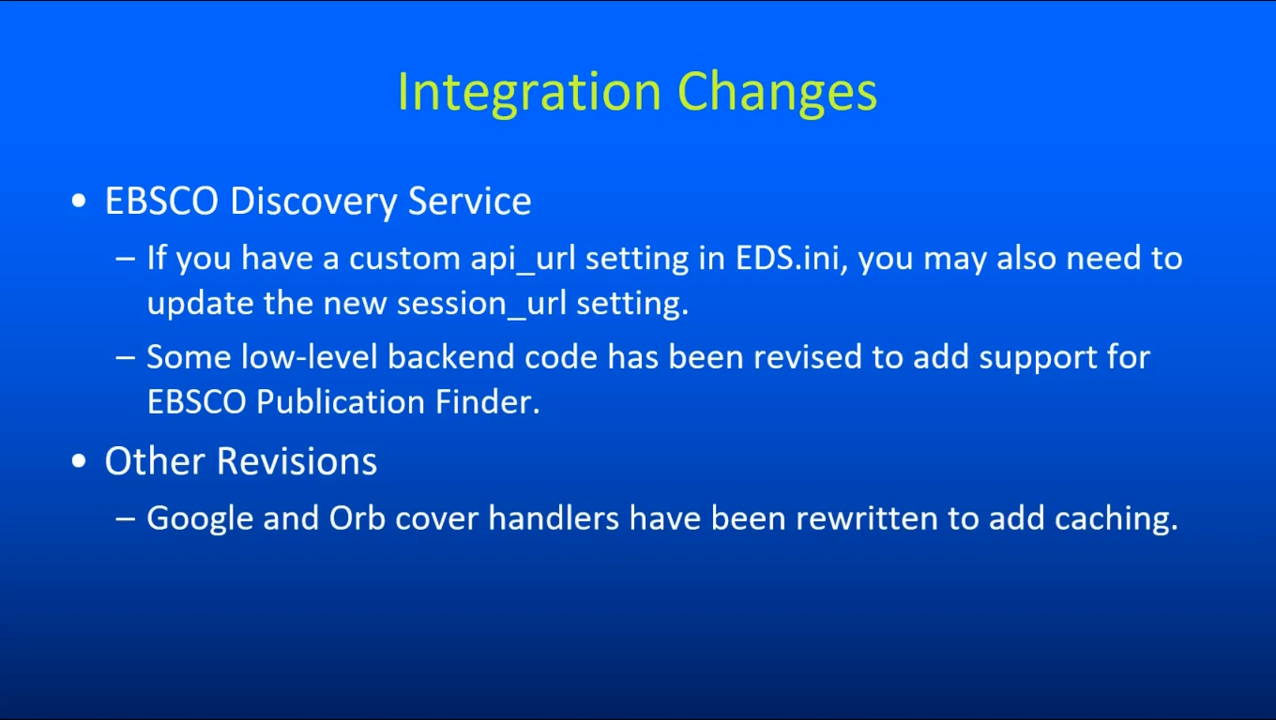 Integration Changes
• EBSCO Discovery Service
– If you have a custom api_url setting in EDS.ini, you may also need to
update the new session_url setting.
– Some low-level backend code has been revised to add support for
EBSCO Publication Finder.
• Other Revisions
– Google and Orb cover handlers have been rewritten to add caching.